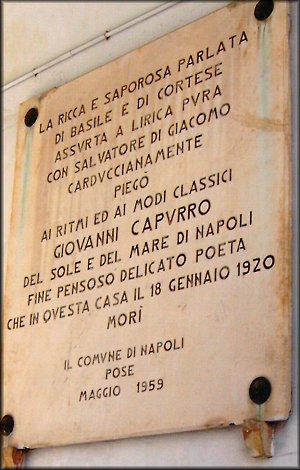 LA RICCA E SAPOROSA PARLATA
DI BASILE E DI CORTESE
ASSVRTA A LIRICA PVRA
CON SALVATORE DI GIACOMO
CARDVCCIANAMENTE
PIEGÒ
AI RITMI ED AI MODI CLASSICI
GIOVANNI CAPVRRO
DEL SOLE E DEL MARE DI NAPOLI
FINE PENSOSO DELICATO POETA
CHE IN QVESTA CASA IL 18 GENNAIO 1920
MORÌ
IL COMVNE DI NAPOLI
POSE
MAGGIO 1959